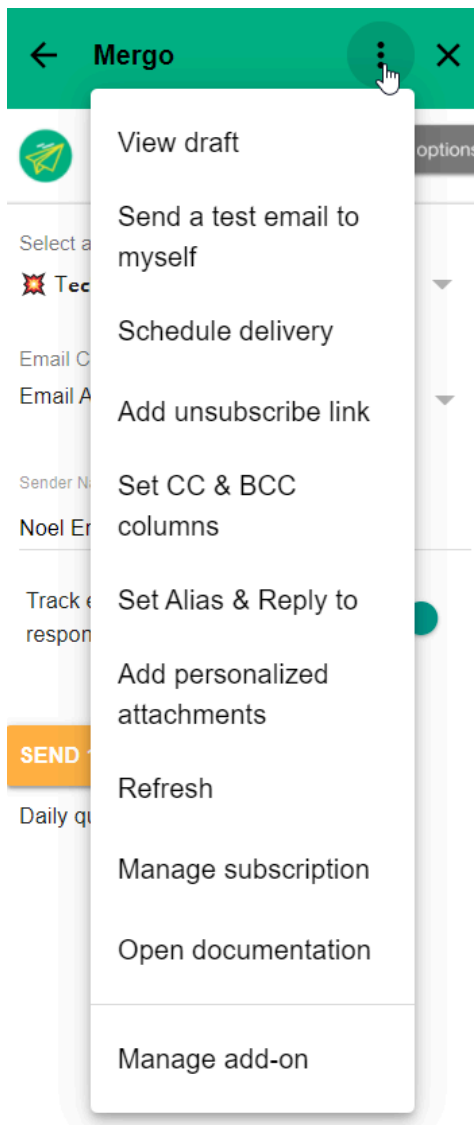 Mergo
View draft
options
Send a test email to
myself
Select a
Schedule delivery
Email
Add unsubscribe link
Email
Sender
Set CC & BCC
columns
Noel
Set Alias & Reply to
Track
Add personalized
attachments
SEND
Refresh
Daily
Manage subscription
Open documentation
Manage add-on